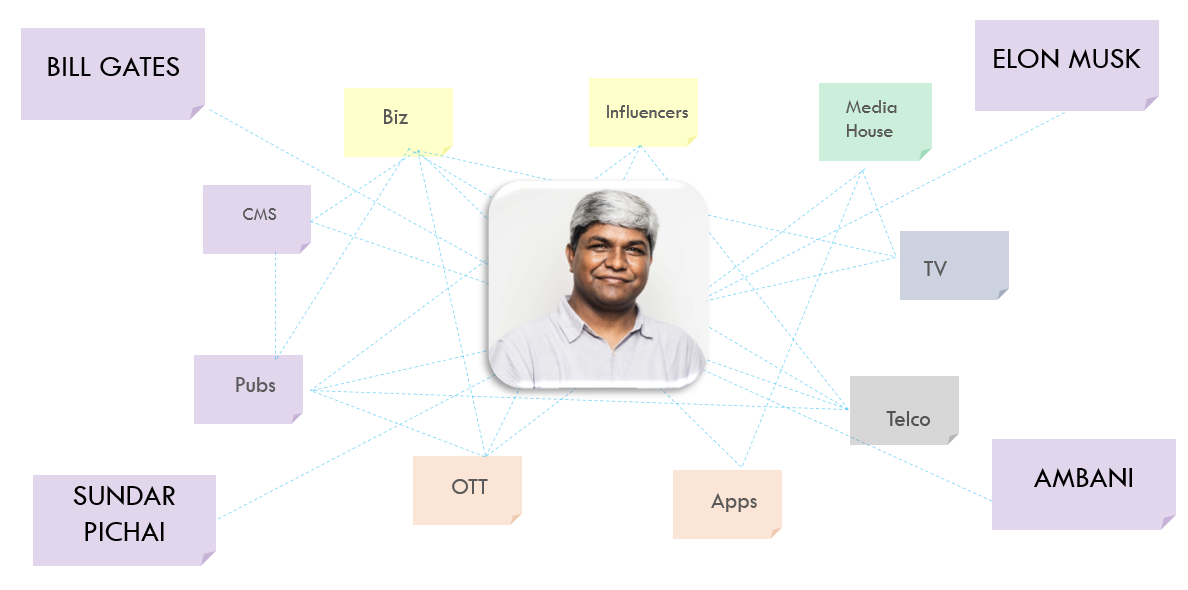 BILL GATES
ELON MUSK
Biz
Influencers
Media
House
CMS
TV
Pubs
Telco
OTT
Apps
SUNDAR
PICHAI
AMBANI